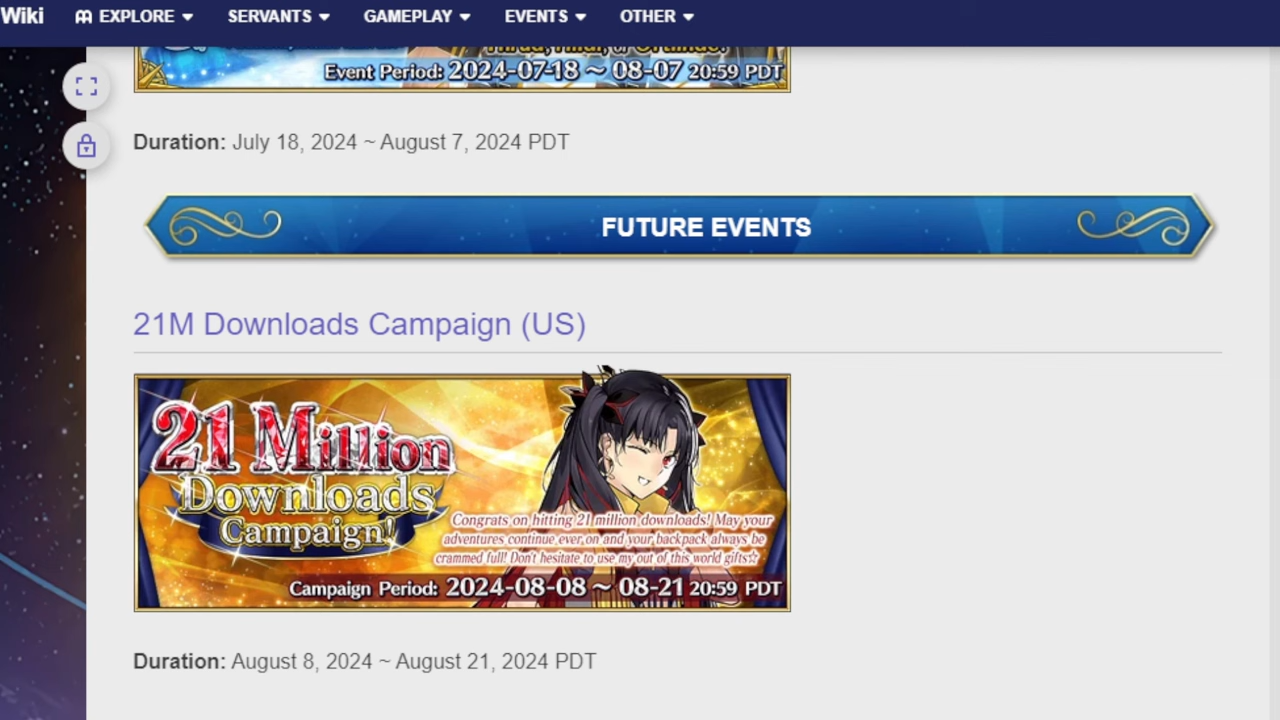 Wiki EXPLORE SERVANTS GAMEPLAY EVENTS OTHER
Event Period: 2024-07-18 ~ 08-07 20:59 PDT
Duration: July 18, 2024 ~ August 7, 2024 PDT
FUTURE EVENTS
21M Downloads Campaign (US)
21 Million
Downloads
Campaign!
Congrats on hitting 21 million downloads! May your
adventures continue ever on and your backpack always be
crammed full! Don't hesitate to use my out of this world gifts☆
Campaign Period: 2024-08-08 ~ 08-21 20:59 PDT
Duration: August 8, 2024 ~ August 21, 2024 PDT